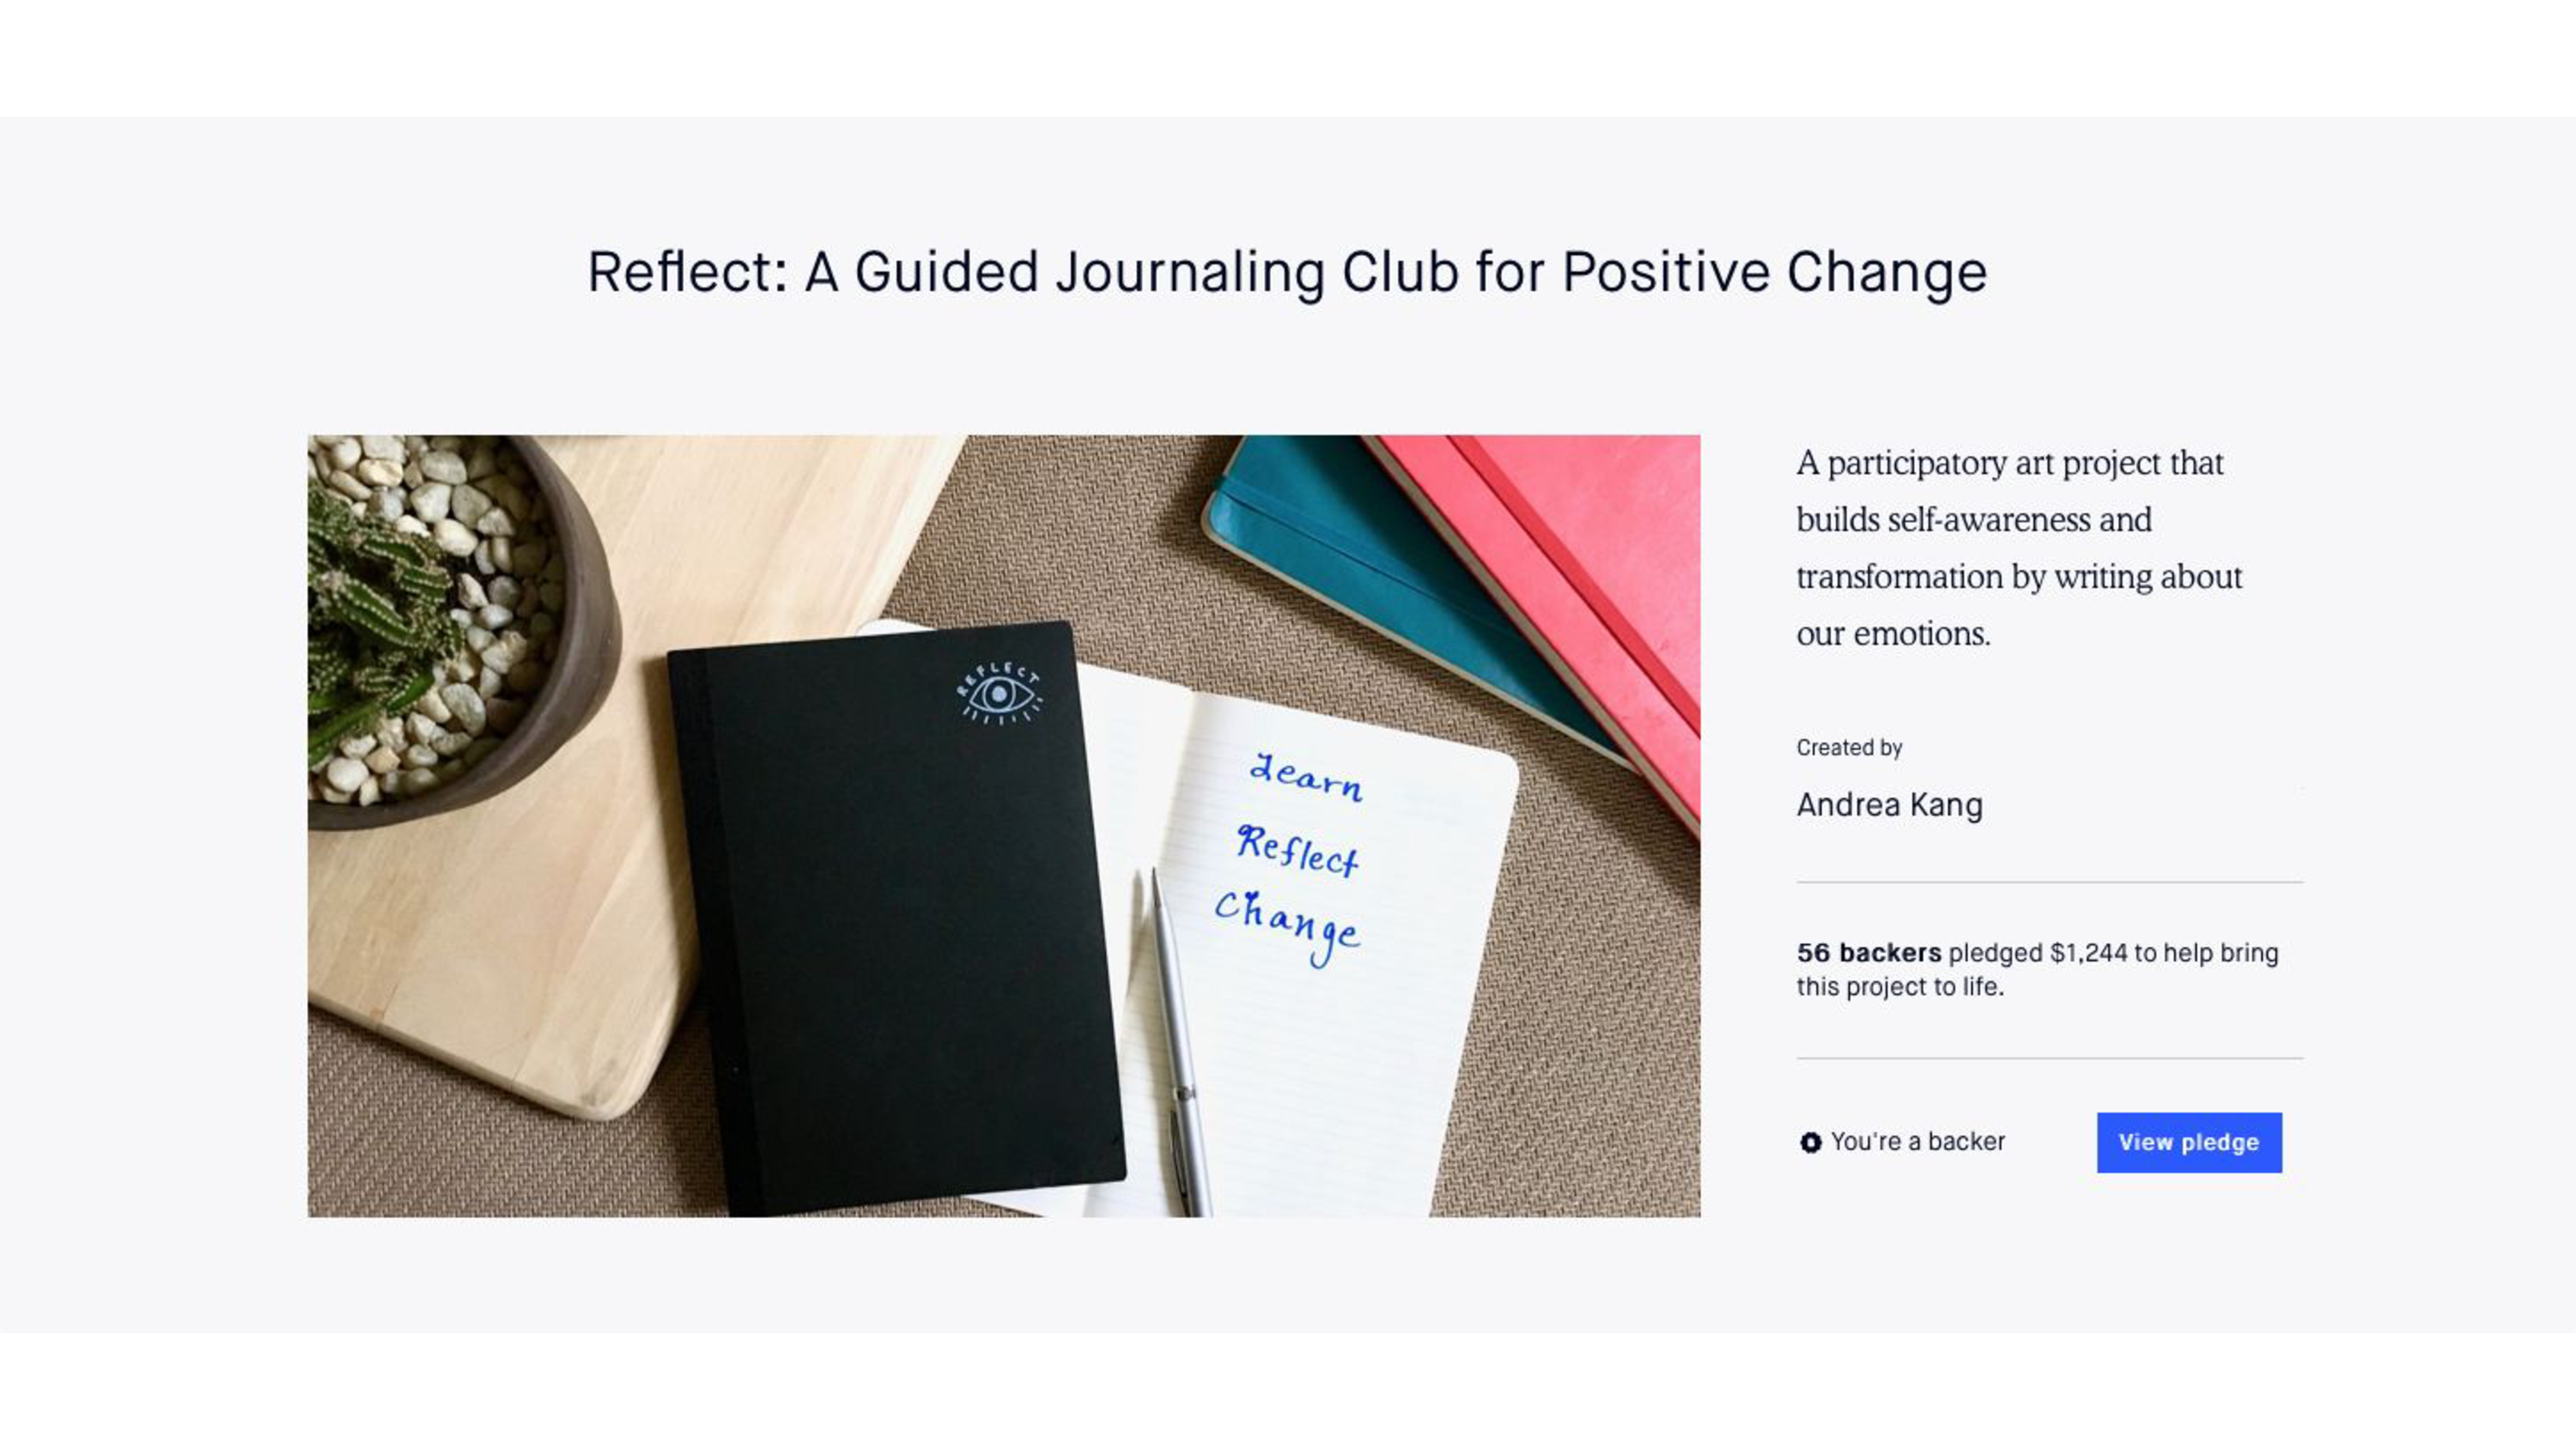 Reflect: A Guided Journaling Club for Positive Change
REFLECT
Learn
Reflect
Change
A participatory art project that
builds self-awareness and
transformation by writing about
our emotions.
Created by
Andrea Kang
56 backers pledged $1,244 to help bring
this project to life.
You're a backer
View pledge